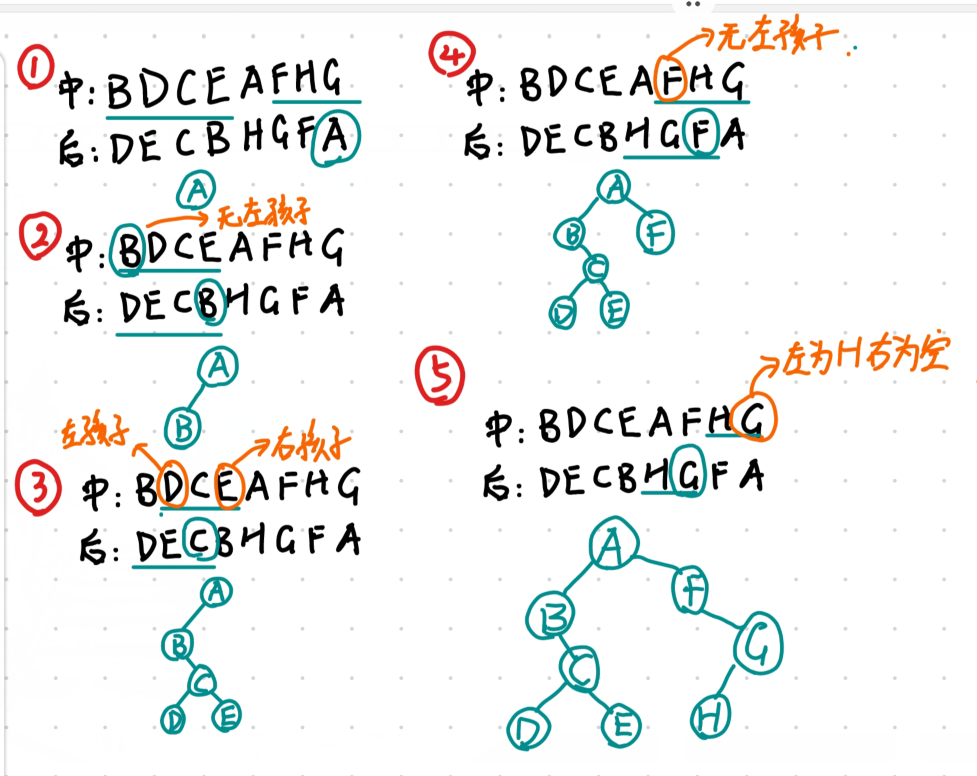 ①
中: BDCEAFHG
后: DECBHGFA
A
②
无左孩子
中: BDCEAFHG
后: DECBHGFA
A
B
③
左孩子
右孩子
中: BDCEAFHG
后: DECBHGFA
A
B
C
D E
④
无左孩子.
中: BDCEAFHG
后: DECBHGFA
A
B F
C
D E
⑤
左为H右为空
中: BDCEAFHG
后: DECBHGFA
A
B F
C G
D E H